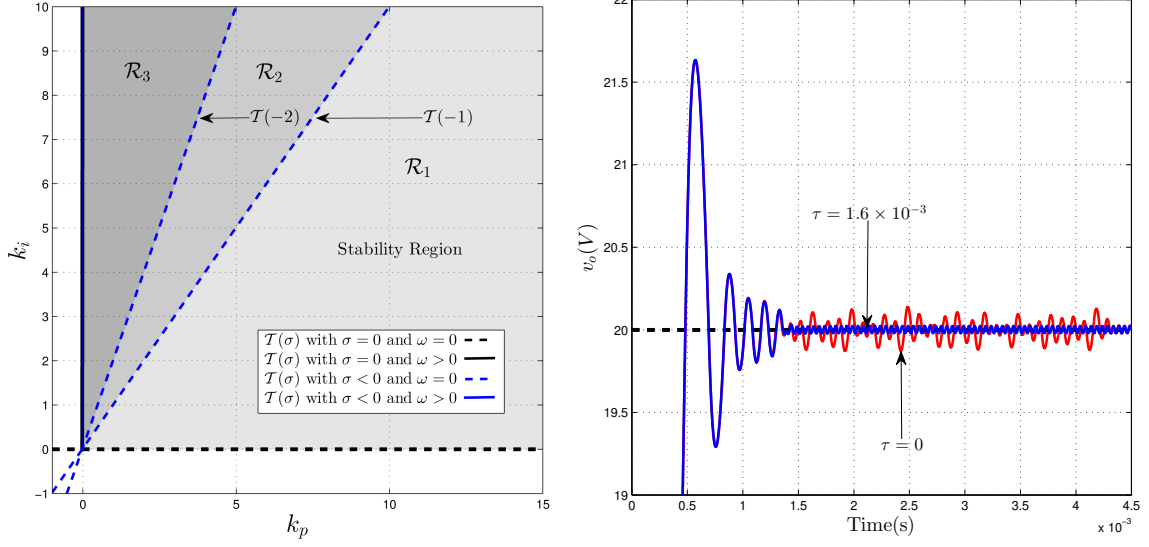 10
9
8
7
6
5
4
3
2
1
0
−1
0
5
10
15
k_i
k_p
ℛ₃
ℛ₂
𝒯(−2)
𝒯(−1)
ℛ₁
Stability Region
𝒯(σ) with σ = 0 and ω = 0
𝒯(σ) with σ = 0 and ω > 0
𝒯(σ) with σ < 0 and ω = 0
𝒯(σ) with σ < 0 and ω > 0
22
21.5
21
20.5
20
19.5
19
v_o(V)
τ = 1.6 × 10⁻³
τ = 0
0
0.5
1
1.5
2
2.5
3
3.5
4
4.5
Time(s)
x 10⁻³